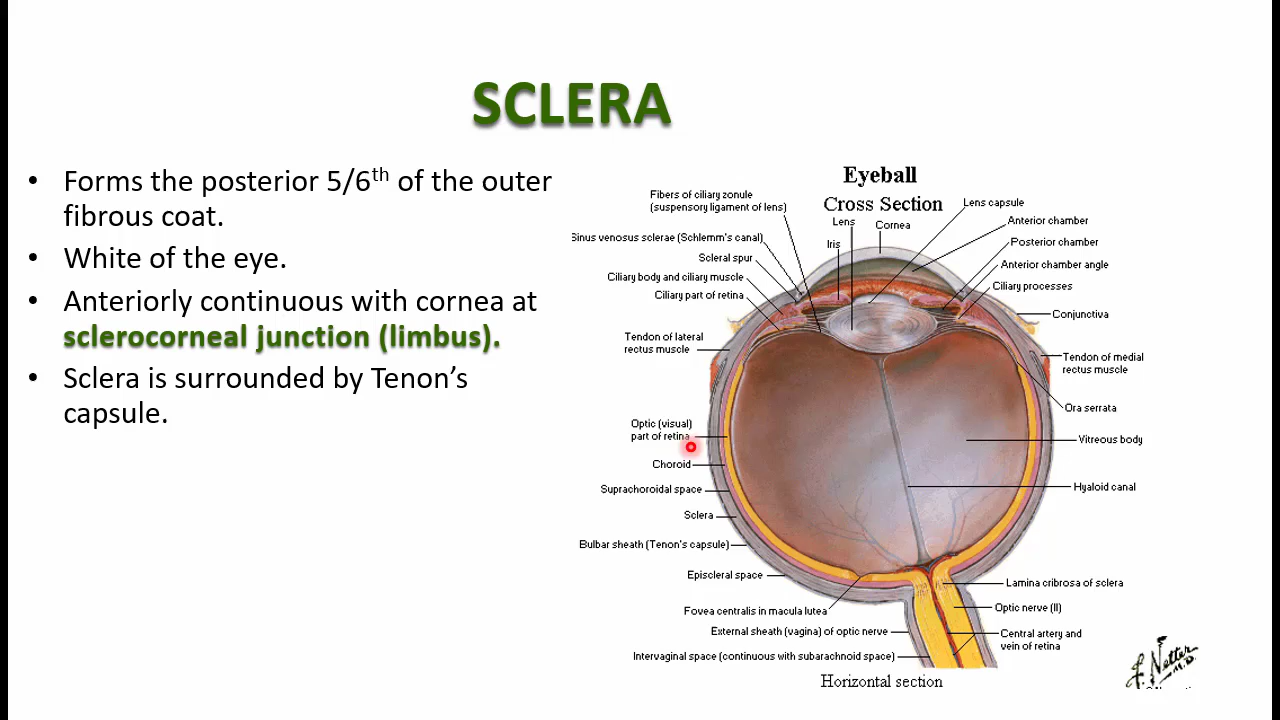 SCLERA
• Forms the posterior 5/6th of the outer
fibrous coat.
• White of the eye.
• Anteriorly continuous with cornea at
sclerocorneal junction (limbus).
• Sclera is surrounded by Tenon’s
capsule.
Eyeball
Cross Section
Fibers of ciliary zonule
(suspensory ligament of lens)
Sinus venosus sclerae (Schlemm's canal)
Scleral spur
Ciliary body and ciliary muscle
Ciliary part of retina
Tendon of lateral
rectus muscle
Optic (visual)
part of retina
Choroid
Suprachoroidal space
Sclera
Bulbar sheath (Tenon's capsule)
Episcleral space
Fovea centralis in macula lutea
External sheath (vagina) of optic nerve
Intervaginal space (continuous with subarachnoid space)
Iris
Lens
Cornea
Lens capsule
Anterior chamber
Posterior chamber
Anterior chamber angle
Ciliary processes
Conjunctiva
Tendon of medial
rectus muscle
Ora serrata
Vitreous body
Hyaloid canal
Lamina cribrosa of sclera
Optic nerve (II)
Central artery and
vein of retina
Horizontal section
F. Netter
M.D.